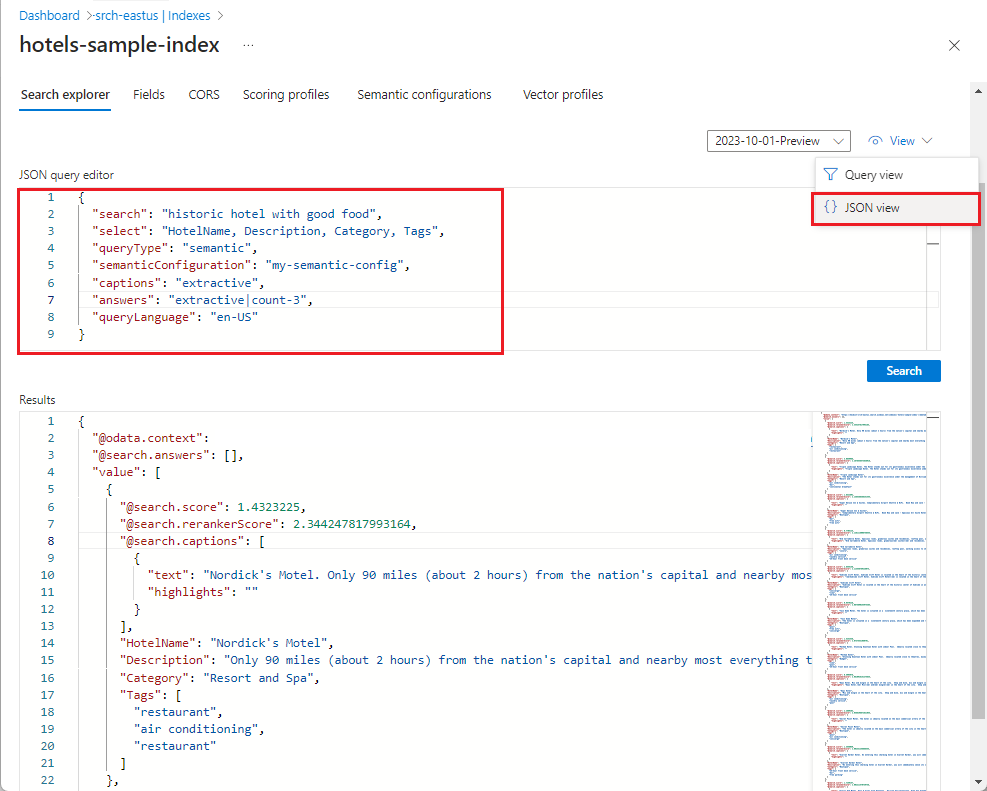 Dashboard > srch-eastus | Indexes >
hotels-sample-index ...
Search explorer Fields CORS Scoring profiles Semantic configurations Vector profiles
2023-10-01-Preview View
Query view
{} JSON view
JSON query editor
1 {
2 "search": "historic hotel with good food",
3 "select": "HotelName, Description, Category, Tags",
4 "queryType": "semantic",
5 "semanticConfiguration": "my-semantic-config",
6 "captions": "extractive",
7 "answers": "extractive|count-3",
8 "queryLanguage": "en-US"
9 }
Search
Results
1 {
2 "@odata.context":
3 "@search.answers": [],
4 "value": [
5 {
6 "@search.score": 1.4323225,
7 "@search.rerankerScore": 2.344247817993164,
8 "@search.captions": [
9 {
10 "text": "Nordick's Motel. Only 90 miles (about 2 hours) from the nation's capital and nearby mos
11 "highlights": ""
12 }
13 ],
14 "HotelName": "Nordick's Motel",
15 "Description": "Only 90 miles (about 2 hours) from the nation's capital and nearby most everything t
16 "Category": "Resort and Spa",
17 "Tags": [
18 "restaurant",
19 "air conditioning",
20 "restaurant"
21 ]
22 },